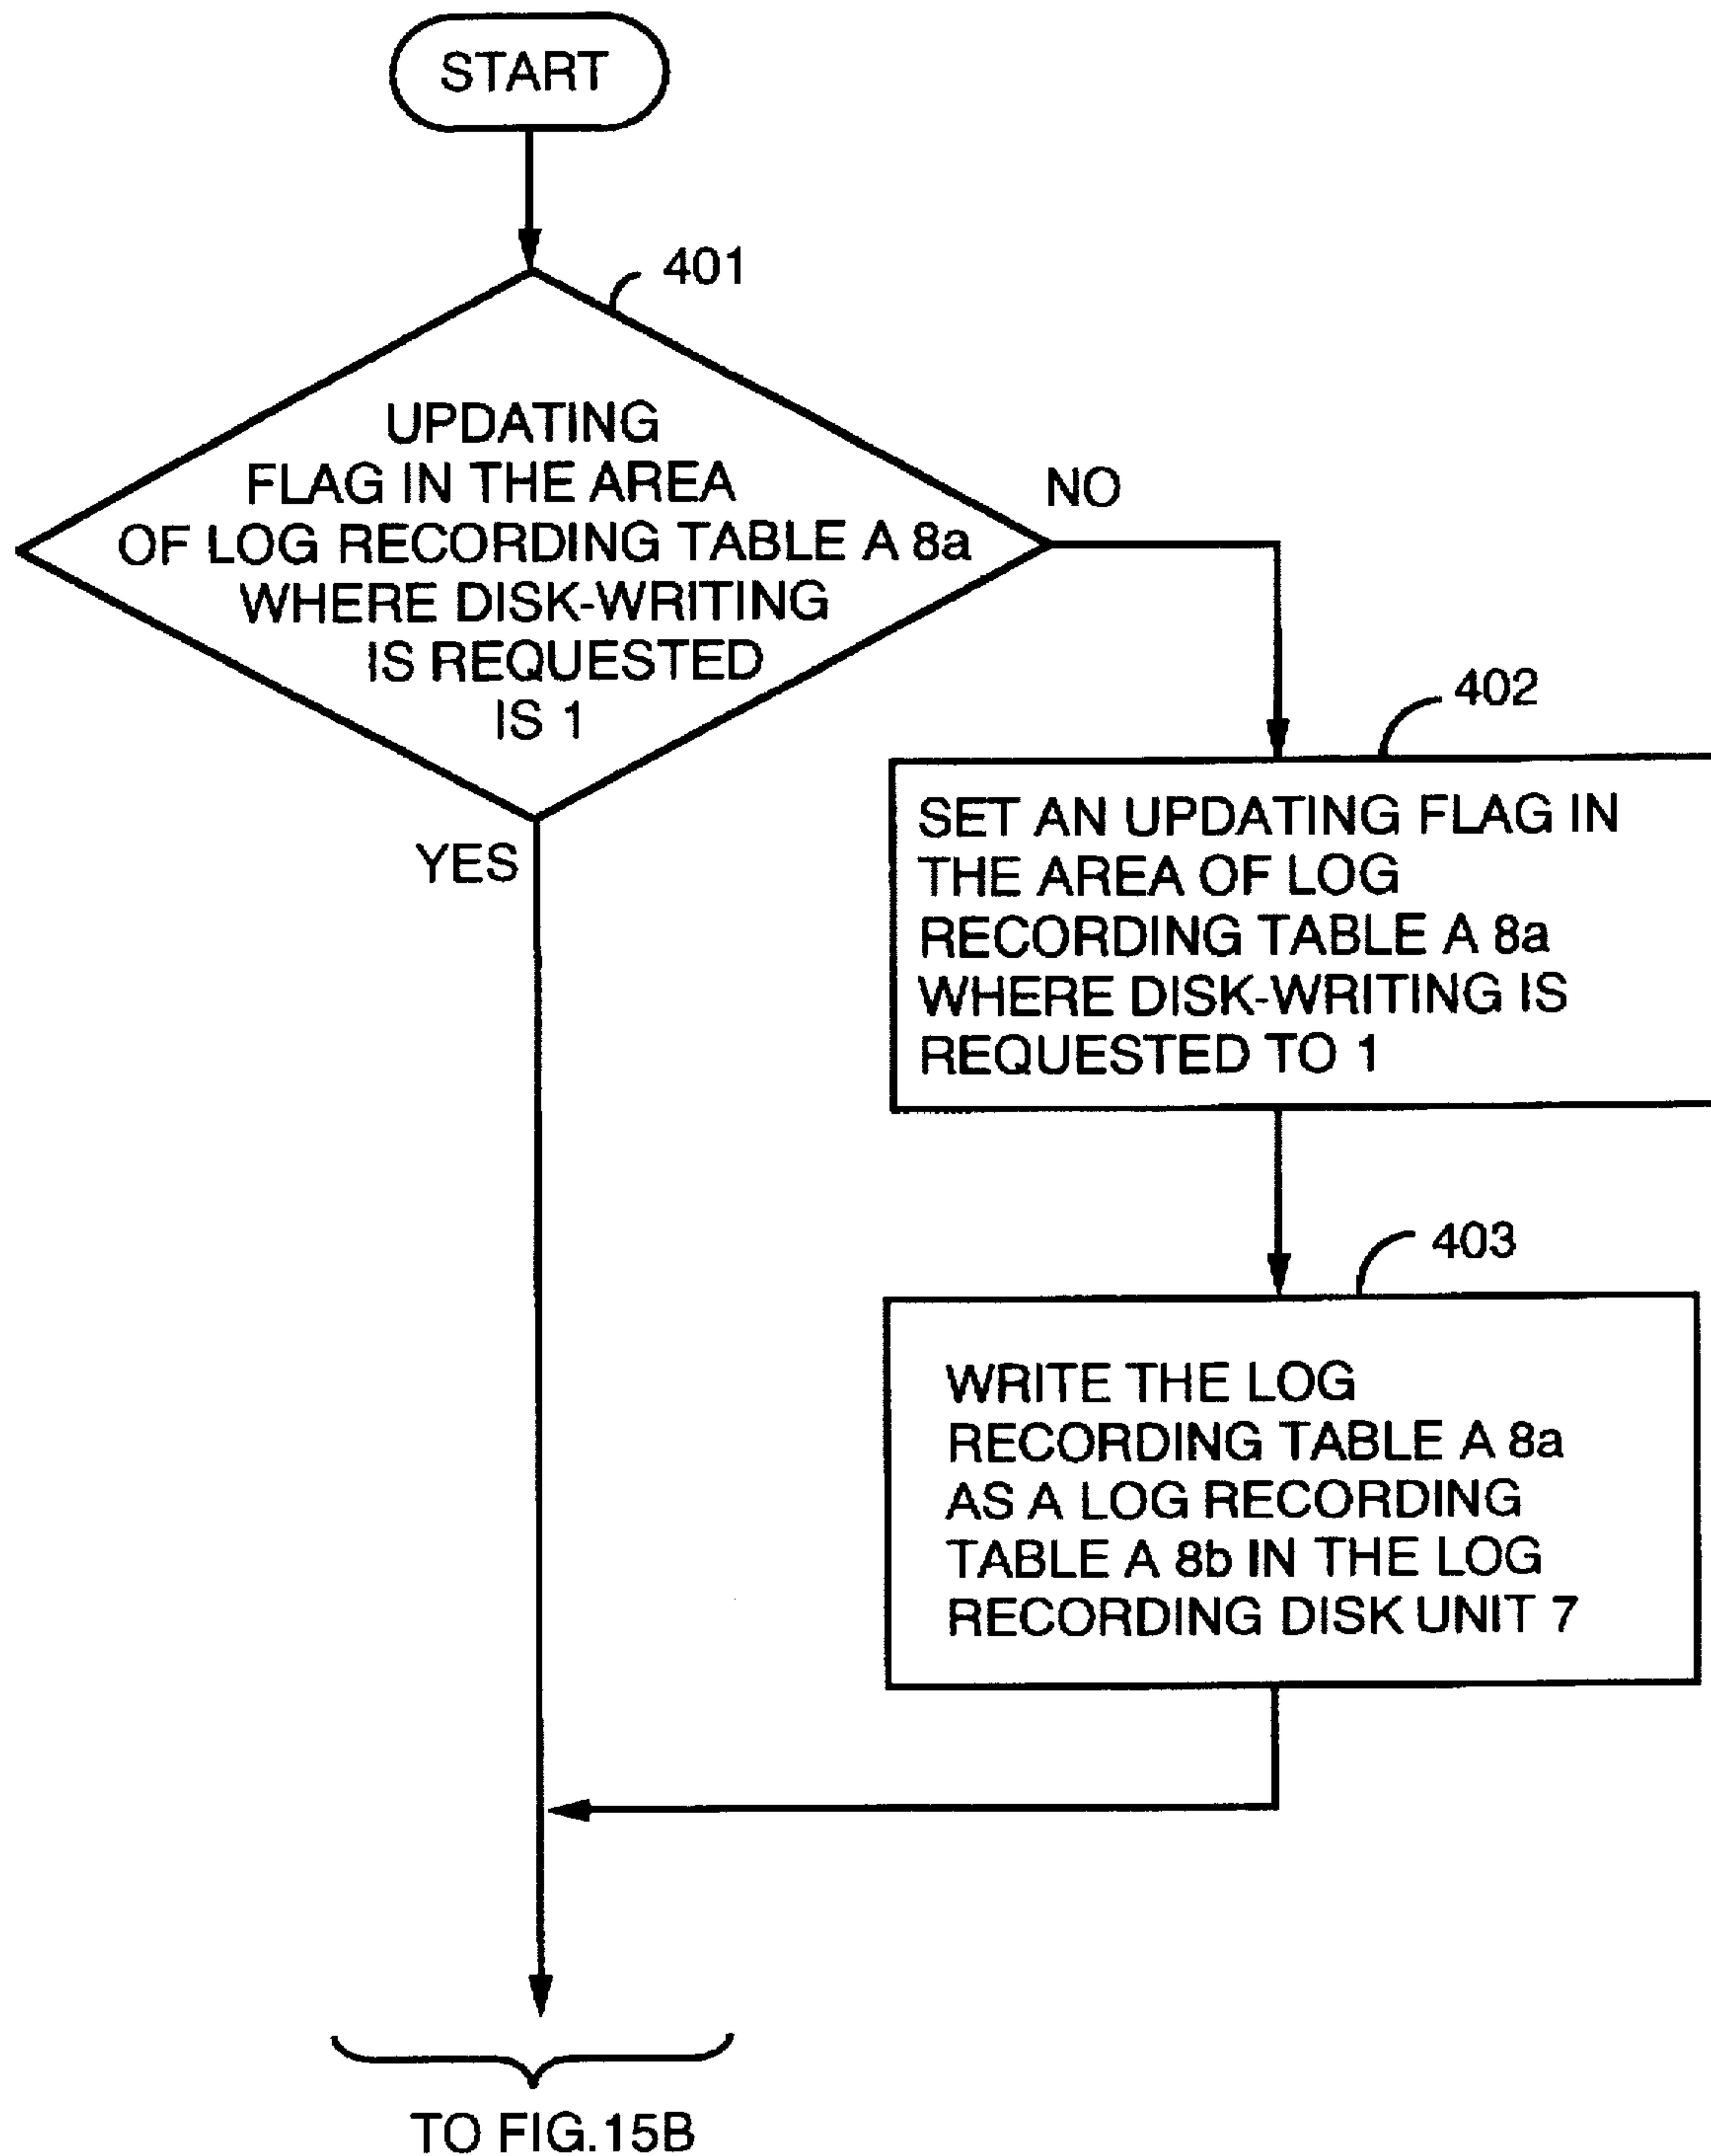 START
401
UPDATING
FLAG IN THE AREA
OF LOG RECORDING TABLE A 8a
WHERE DISK-WRITING
IS REQUESTED
IS 1
NO
YES
402
SET AN UPDATING FLAG IN
THE AREA OF LOG
RECORDING TABLE A 8a
WHERE DISK-WRITING IS
REQUESTED TO 1
403
WRITE THE LOG
RECORDING TABLE A 8a
AS A LOG RECORDING
TABLE A 8b IN THE LOG
RECORDING DISK UNIT 7
TO FIG.15B